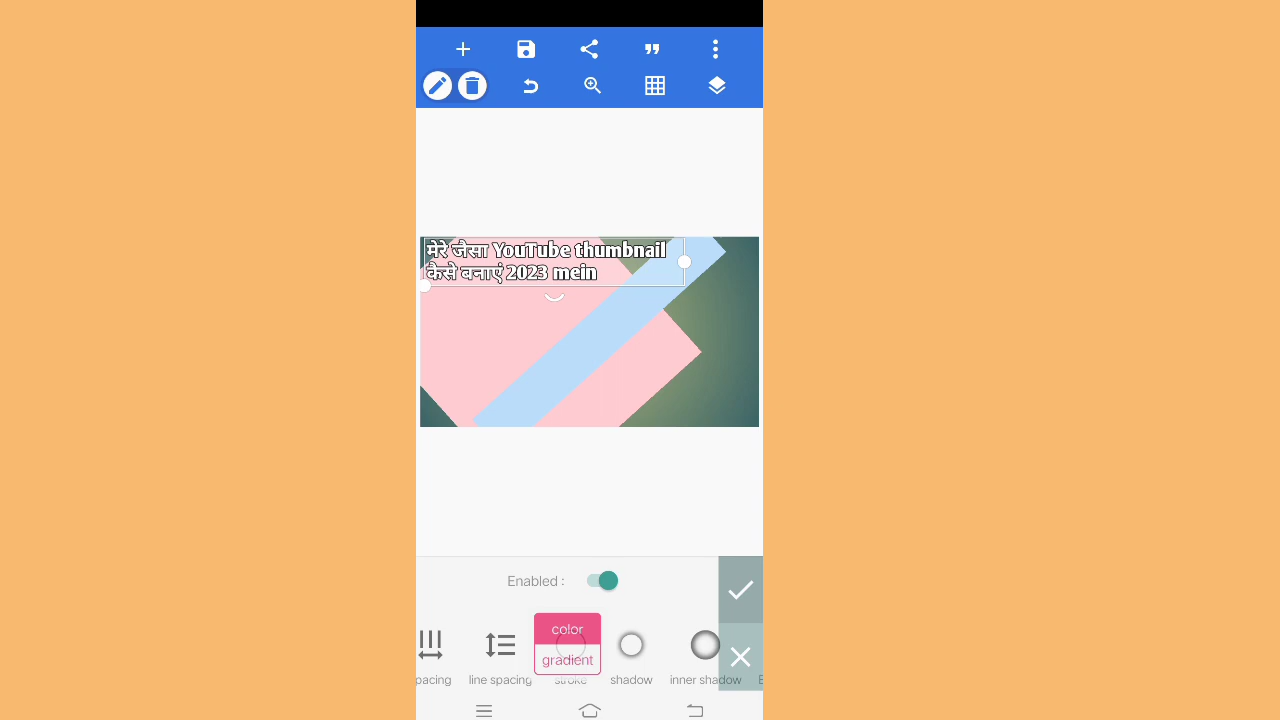 मेरे जैसा YouTube thumbnail
कैसे बनाएं 2023 mein
Enabled :
color
gradient
pacing
line spacing
stroke
shadow
inner shadow